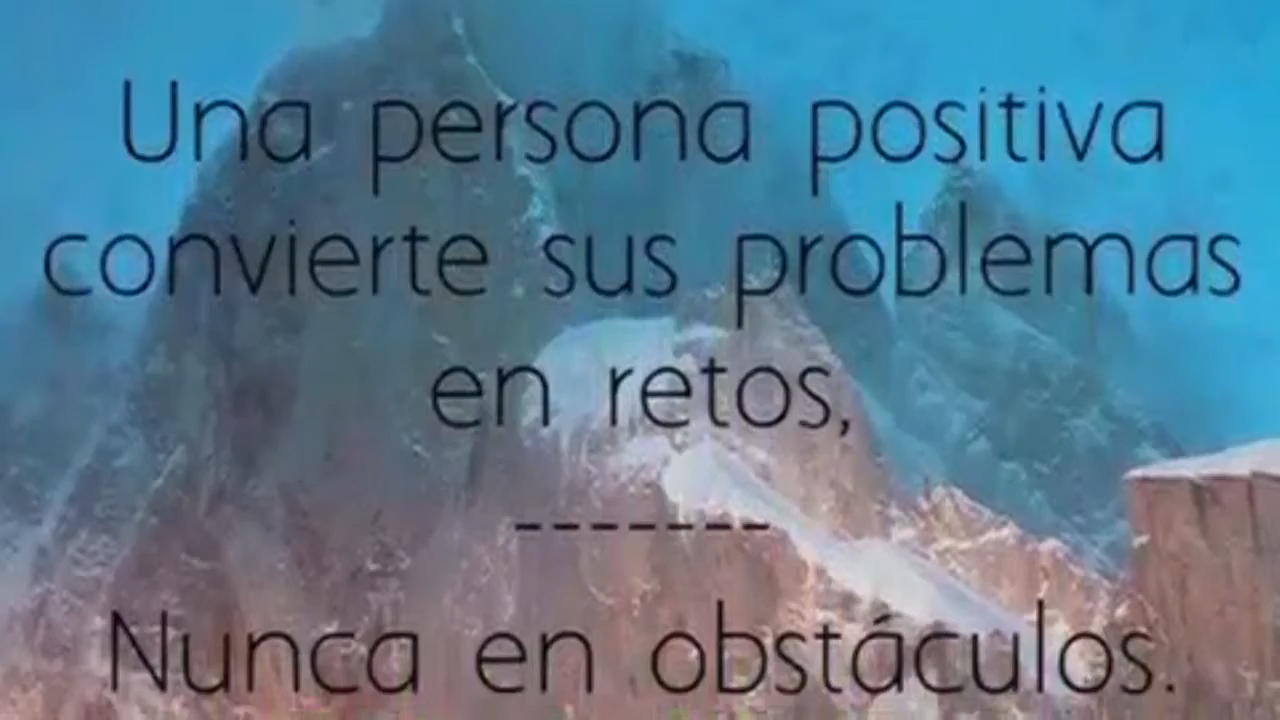 Una persona positiva
convierte sus problemas
en retos,
-------
Nunca en obstáculos.